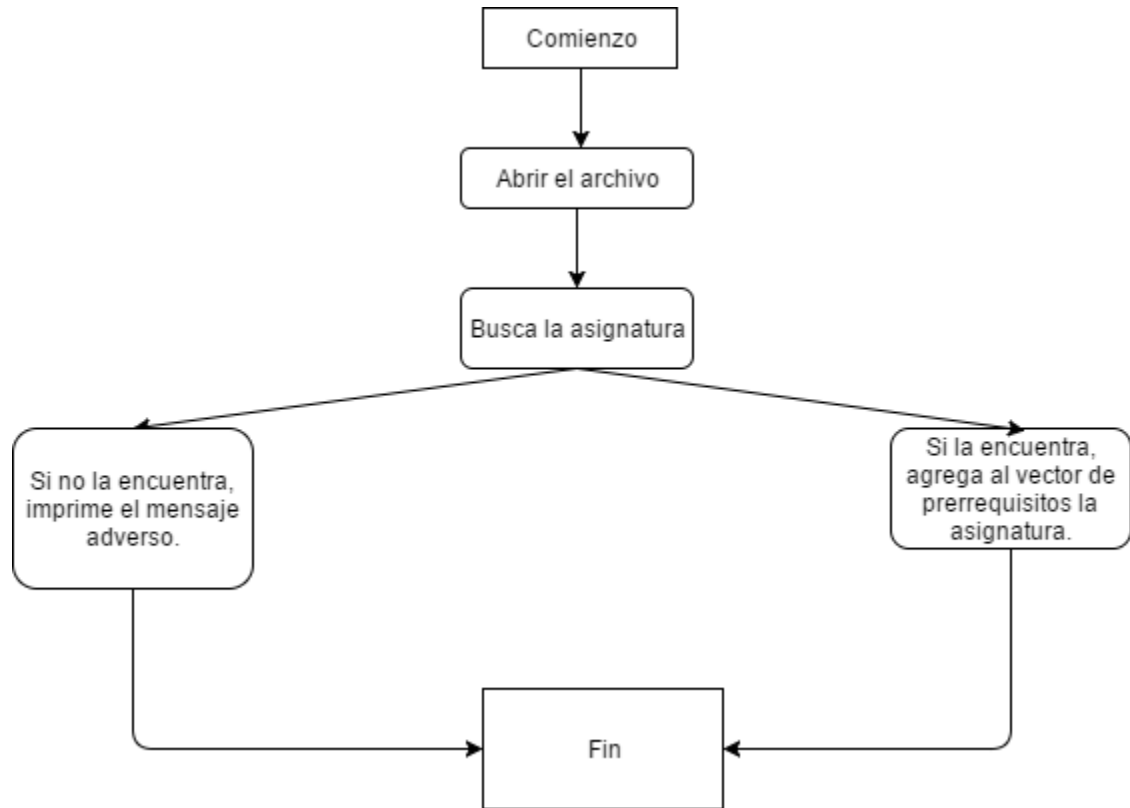 Comienzo
Abrir el archivo
Busca la asignatura
Si no la encuentra,
imprime el mensaje
adverso.
Si la encuentra,
agrega al vector de
prerrequisitos la
asignatura.
Fin